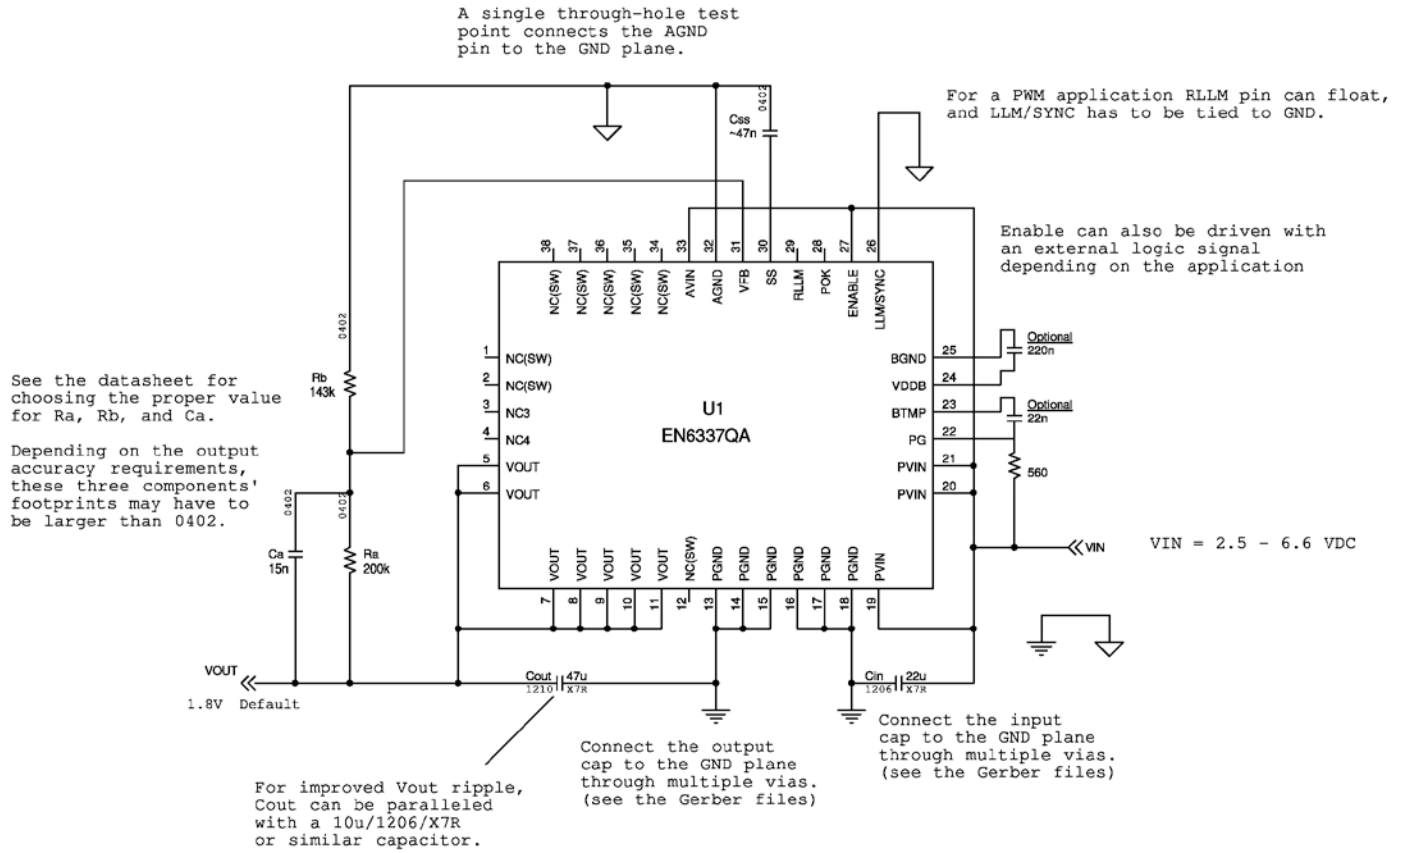 A single through-hole test
point connects the AGND
pin to the GND plane.
For a PWM application RLLM pin can float,
and LLM/SYNC has to be tied to GND.
0402
Css
~47n
Enable can also be driven with
an external logic signal
depending on the application
38
37
36
35
34
33
32
31
30
29
28
27
26
NC(SW)
NC(SW)
NC(SW)
NC(SW)
NC(SW)
AVIN
AGND
VFB
SS
RLLM
POK
ENABLE
LLM/SYNC
0402
Rb
143k
See the datasheet for
choosing the proper value
for Ra, Rb, and Ca.
Depending on the output
accuracy requirements,
these three components'
footprints may have to
be larger than 0402.
0402
0402
Ca
15n
Ra
200k
1 NC(SW)
2 NC(SW)
3 NC3
4 NC4
5 VOUT
6 VOUT
U1
EN6337QA
BGND 25
VDDB 24
BTMP 23
PG 22
PVIN 21
PVIN 20
Optional
220n
Optional
22n
560
VIN
VIN = 2.5 - 6.6 VDC
VOUT
VOUT
VOUT
VOUT
VOUT
NC(SW)
PGND
PGND
PGND
PGND
PGND
PGND
PVIN
7
8
9
10
11
12
13
14
15
16
17
18
19
VOUT
1.8V Default
Cout 47u
1210 X7R
Cin 22u
1206 X7R
Connect the output
cap to the GND plane
through multiple vias.
(see the Gerber files)
Connect the input
cap to the GND plane
through multiple vias.
(see the Gerber files)
For improved Vout ripple,
Cout can be paralleled
with a 10u/1206/X7R
or similar capacitor.